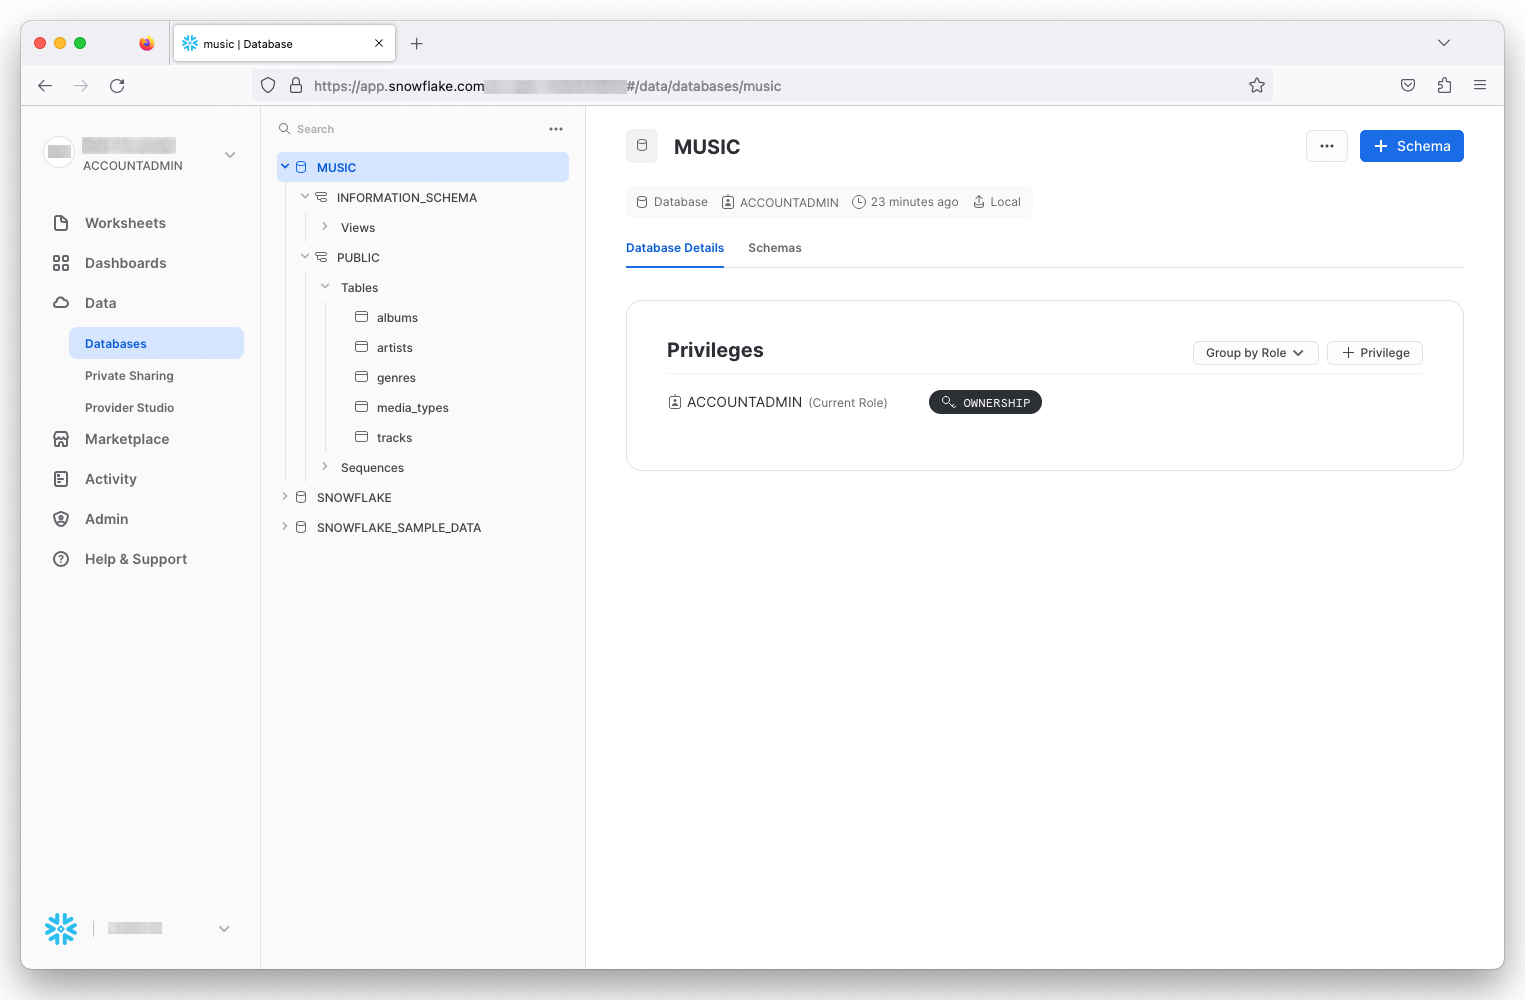 music | Database
https://app.snowflake.com
#/data/databases/music
ACCOUNTADMIN
Worksheets
Dashboards
Data
Databases
Private Sharing
Provider Studio
Marketplace
Activity
Admin
Help & Support
Search
MUSIC
INFORMATION_SCHEMA
Views
PUBLIC
Tables
albums
artists
genres
media_types
tracks
Sequences
SNOWFLAKE
SNOWFLAKE_SAMPLE_DATA
MUSIC
Schema
Database ACCOUNTADMIN 23 minutes ago Local
Database Details Schemas
Privileges
Group by Role
Privilege
ACCOUNTADMIN (Current Role) OWNERSHIP